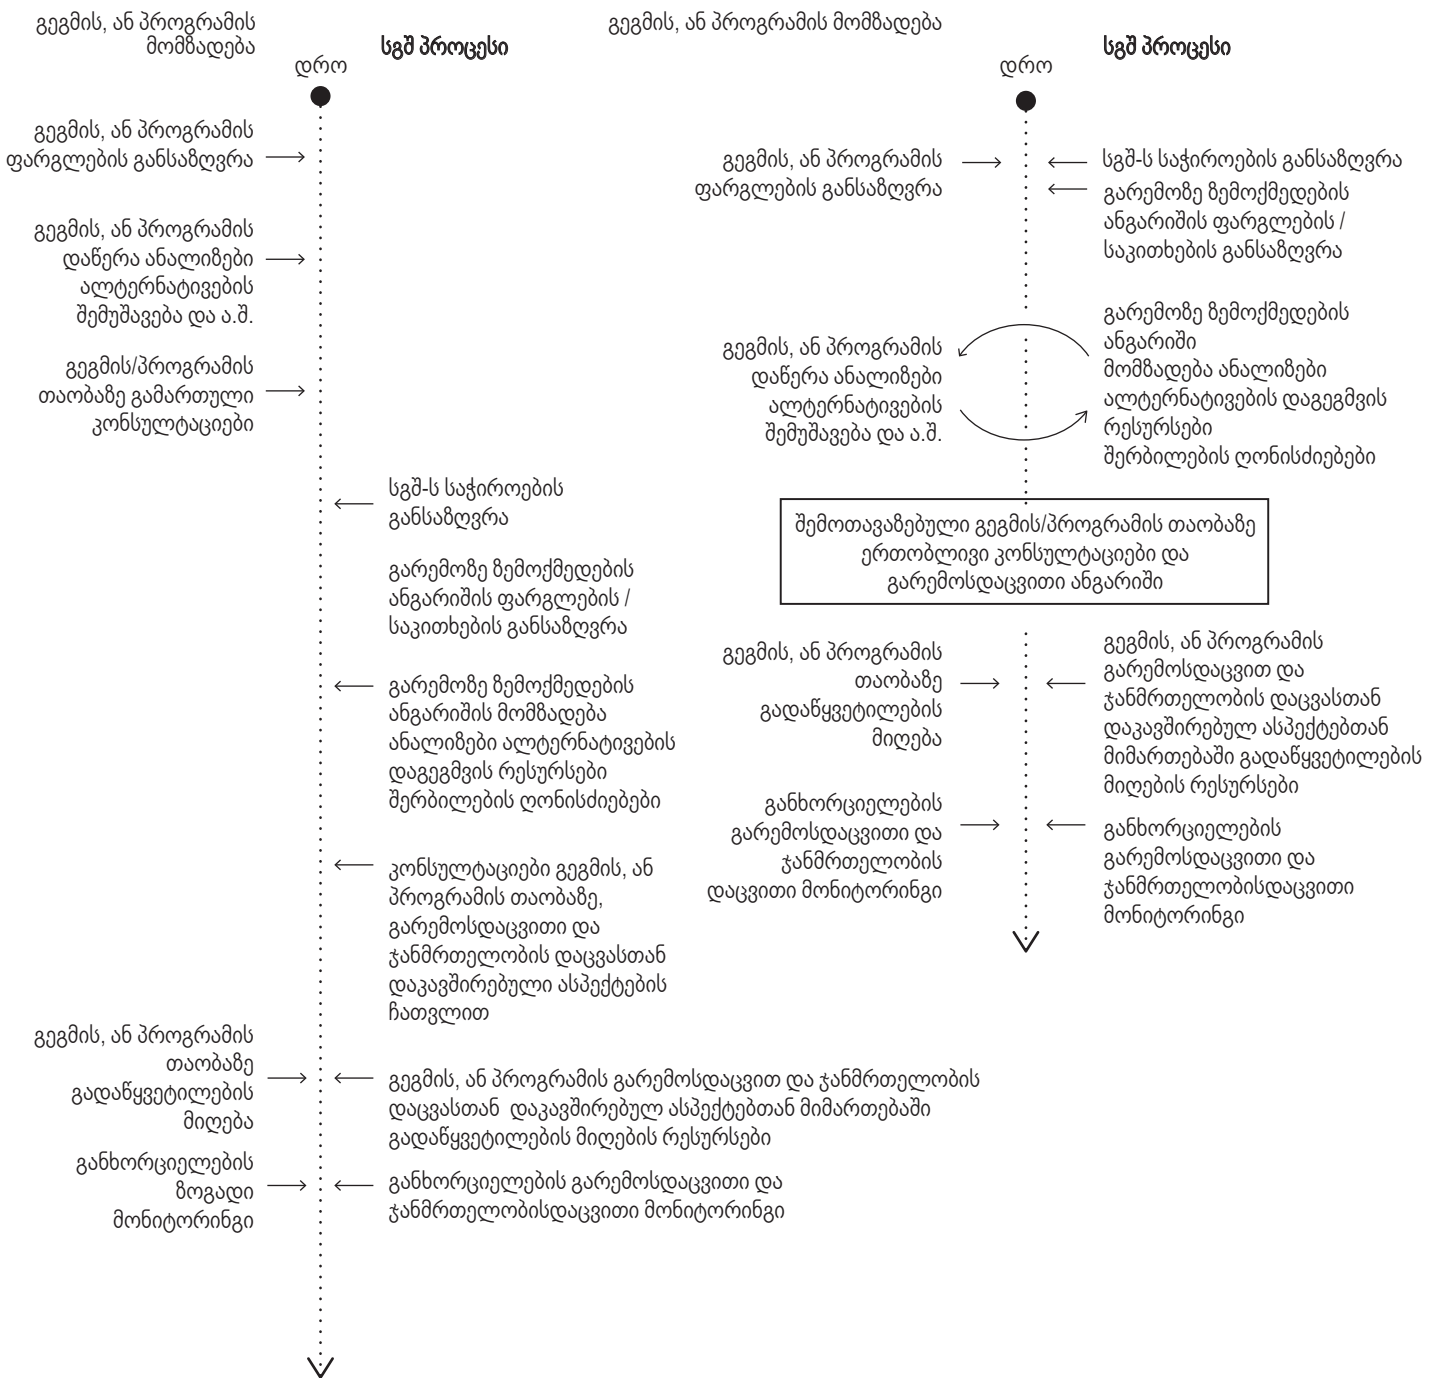 გეგმის, ან პროგრამის
მომზადება
სგშ პროცესი
დრო
გეგმის, ან პროგრამის
ფარგლების განსაზღვრა
გეგმის, ან პროგრამის
დაწერა ანალიზები
ალტერნატივების
შემუშავება და ა.შ.
გეგმის/პროგრამის
თაობაზე გამართული
კონსულტაციები
სგშ-ს საჭიროების
განსაზღვრა
გარემოზე ზემოქმედების
ანგარიშის ფარგლების /
საკითხების განსაზღვრა
გარემოზე ზემოქმედების
ანგარიშის მომზადება
ანალიზები ალტერნატივების
დაგეგმვის რესურსები
შერბილების ღონისძიებები
კონსულტაციები გეგმის, ან
პროგრამის თაობაზე,
გარემოსდაცვითი და
ჯანმრთელობის დაცვასთან
დაკავშირებული ასპექტების
ჩათვლით
გეგმის, ან პროგრამის
თაობაზე
გადაწყვეტილების
მიღება
გეგმის, ან პროგრამის გარემოსდაცვით და ჯანმრთელობის
დაცვასთან  დაკავშირებულ ასპექტებთან მიმართებაში
გადაწყვეტილების მიღების რესურსები
განხორციელების
ზოგადი
მონიტორინგი
განხორციელების გარემოსდაცვითი და
ჯანმრთელობისდაცვითი მონიტორინგი
გეგმის, ან პროგრამის მომზადება
სგშ პროცესი
დრო
გეგმის, ან პროგრამის
ფარგლების განსაზღვრა
სგშ-ს საჭიროების განსაზღვრა
გარემოზე ზემოქმედების
ანგარიშის ფარგლების /
საკითხების განსაზღვრა
გეგმის, ან პროგრამის
დაწერა ანალიზები
ალტერნატივების
შემუშავება და ა.შ.
გარემოზე ზემოქმედების
ანგარიში
მომზადება ანალიზები
ალტერნატივების დაგეგმვის
რესურსები
შერბილების ღონისძიებები
შემოთავაზებული გეგმის/პროგრამის თაობაზე
ერთობლივი კონსულტაციები და
გარემოსდაცვითი ანგარიში
გეგმის, ან პროგრამის
თაობაზე
გადაწყვეტილების
მიღება
გეგმის, ან პროგრამის
გარემოსდაცვით და
ჯანმრთელობის დაცვასთან
დაკავშირებულ ასპექტებთან
მიმართებაში გადაწყვეტილების
მიღების რესურსები
განხორციელების
გარემოსდაცვითი და
ჯანმრთელობის
დაცვითი მონიტორინგი
განხორციელების
გარემოსდაცვითი და
ჯანმრთელობისდაცვითი
მონიტორინგი